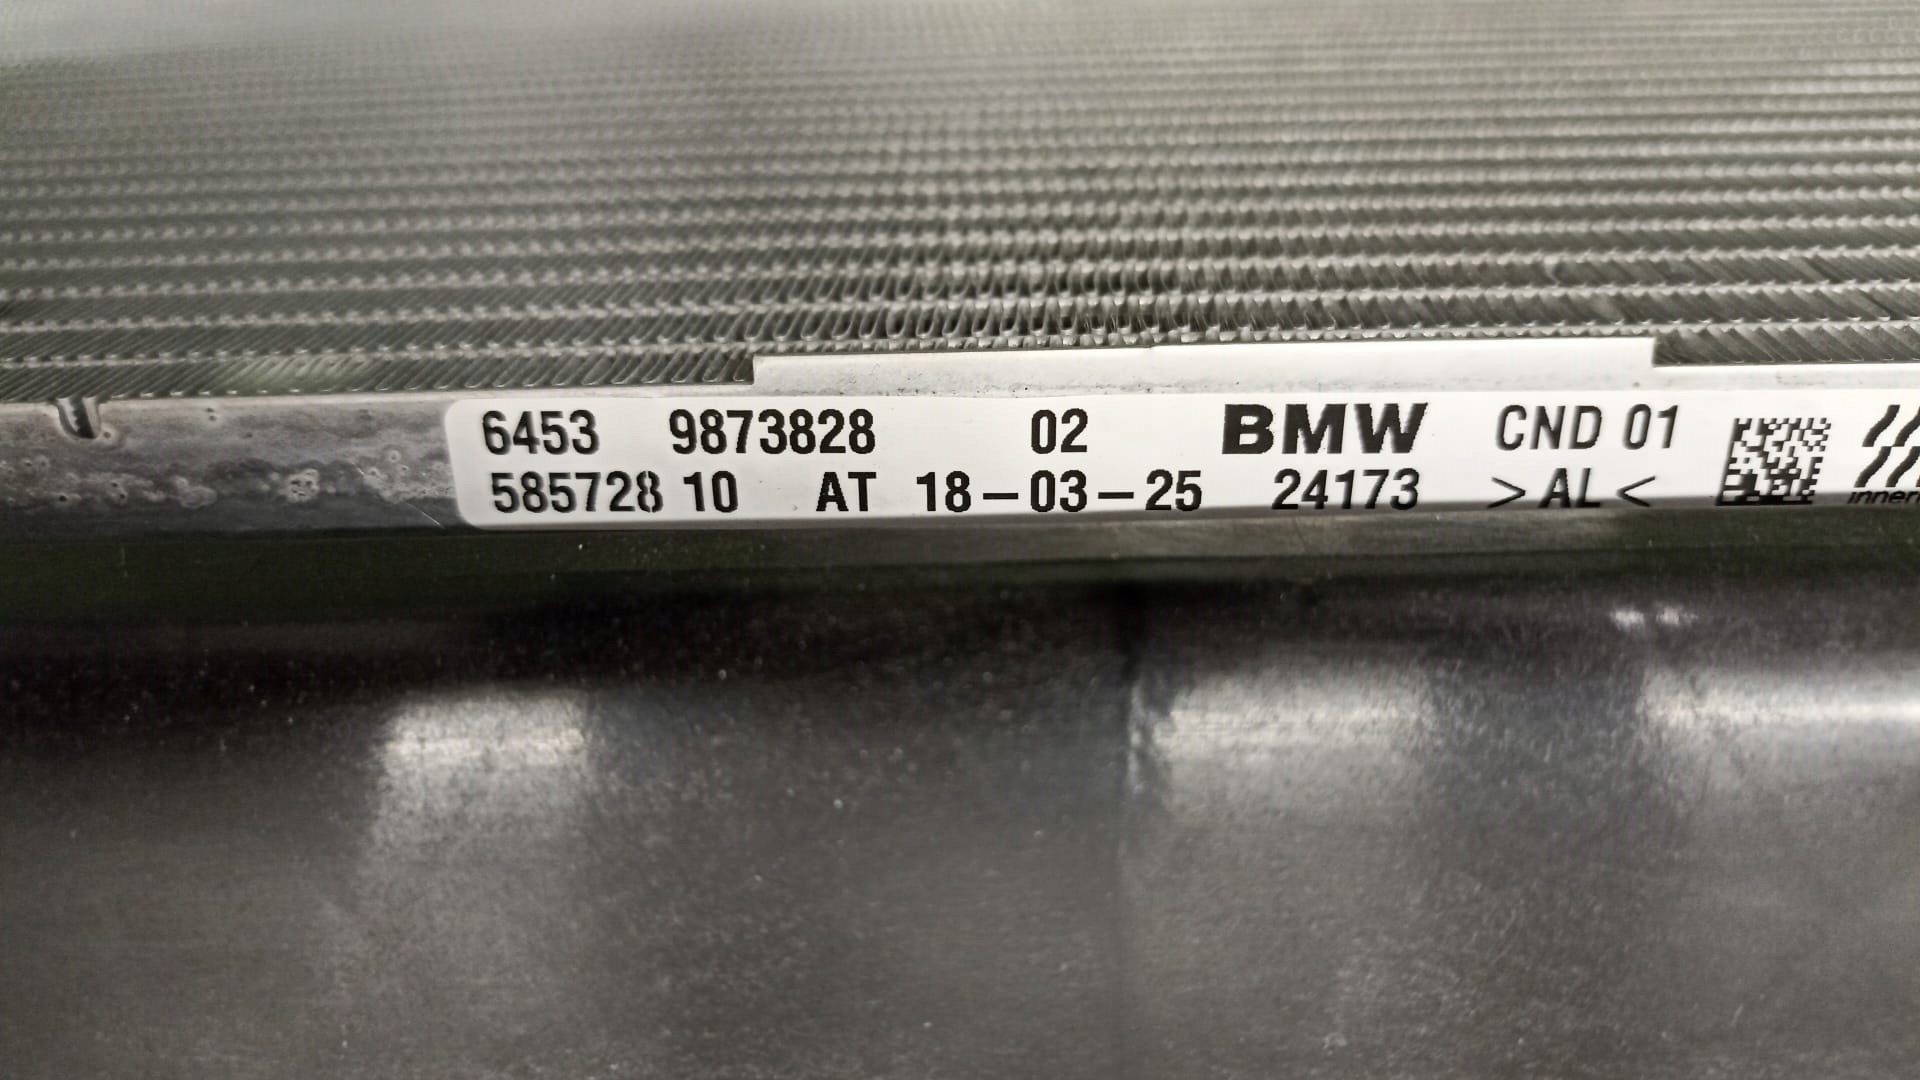 6453 9873828 02 BMW CND 01
585728 10 AT 18-03-25 24173 >AL<